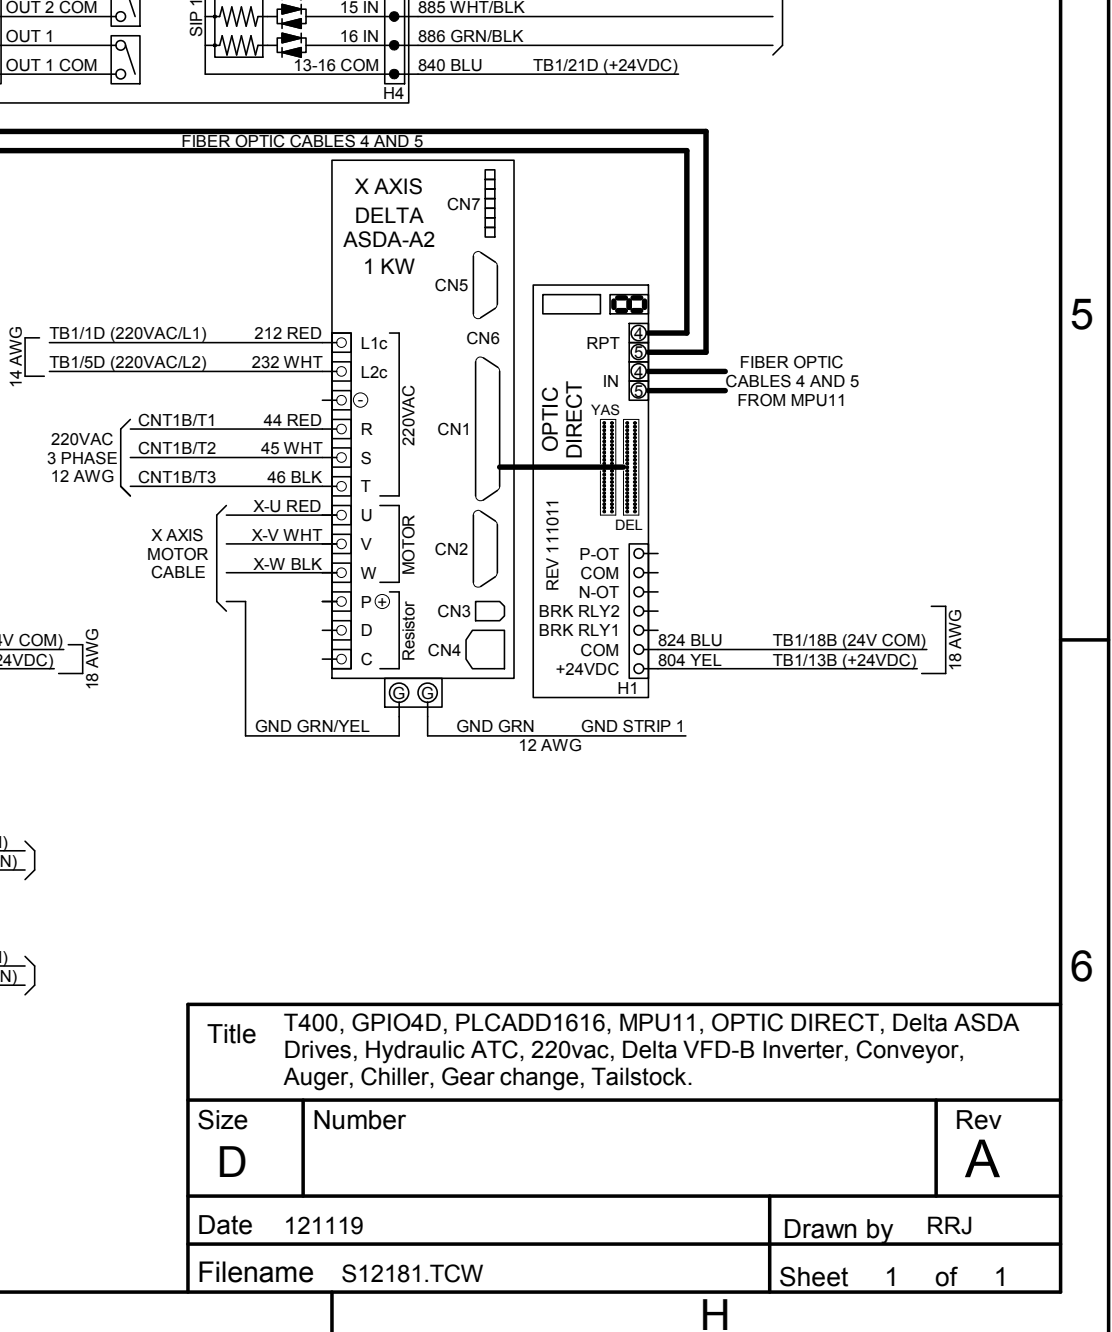 OUT 2 COM
OUT 1
OUT 1 COM
SIP 1
15 IN 885 WHT/BLK
16 IN 886 GRN/BLK
13-16 COM 840 BLU TB1/21D (+24VDC)
H4
FIBER OPTIC CABLES 4 AND 5
X AXIS
DELTA
ASDA-A2
1 KW
CN7
CN5
CN6
CN1
CN2
CN3
CN4
14 AWG
TB1/1D (220VAC/L1) 212 RED L1c
TB1/5D (220VAC/L2) 232 WHT L2c
220VAC
3 PHASE
12 AWG
CNT1B/T1 44 RED R
CNT1B/T2 45 WHT S
CNT1B/T3 46 BLK T
220VAC
X AXIS
MOTOR
CABLE
X-U RED U
X-V WHT V
X-W BLK W
MOTOR
P
D
C
Resistor
G G
GND GRN/YEL
GND GRN GND STRIP 1
12 AWG
RPT
4
5
IN
4
5
FIBER OPTIC
CABLES 4 AND 5
FROM MPU11
OPTIC
DIRECT
YAS
DEL
REV 111011
P-OT
COM
N-OT
BRK RLY2
BRK RLY1
COM 824 BLU TB1/18B (24V COM)
+24VDC 804 YEL TB1/13B (+24VDC)
18 AWG
H1
V COM)
24VDC)
18 AWG
N)
N)
5
6
H
Title T400, GPIO4D, PLCADD1616, MPU11, OPTIC DIRECT, Delta ASDA
Drives, Hydraulic ATC, 220vac, Delta VFD-B Inverter, Conveyor,
Auger, Chiller, Gear change, Tailstock.
Size D
Number
Rev A
Date 121119
Drawn by RRJ
Filename S12181.TCW
Sheet 1 of 1